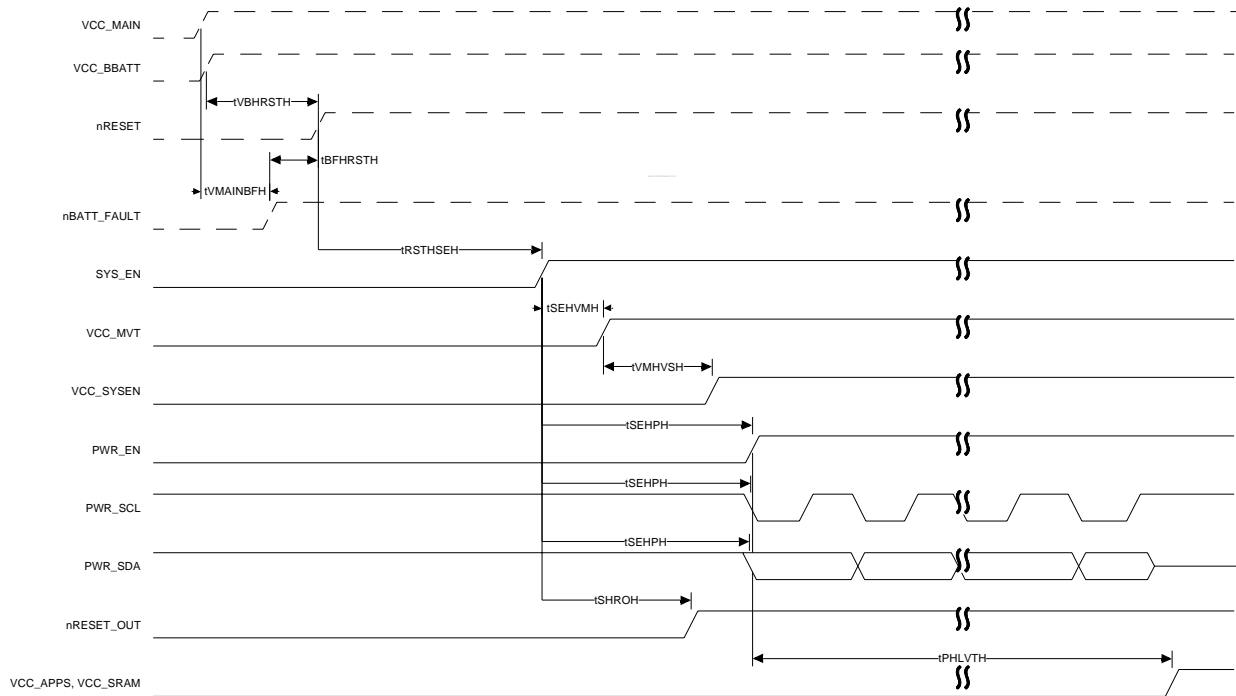 VCC_MAIN
VCC_BBATT
tVBHRSTH
nRESET
tBFHRSTH
tVMAINBFH
nBATT_FAULT
tRSTHSEH
SYS_EN
tSEHVMH
VCC_MVT
tVMHVSH
VCC_SYSEN
tSEHPH
PWR_EN
tSEHPH
PWR_SCL
tSEHPH
PWR_SDA
tSHROH
nRESET_OUT
tPHLVTH
VCC_APPS, VCC_SRAM